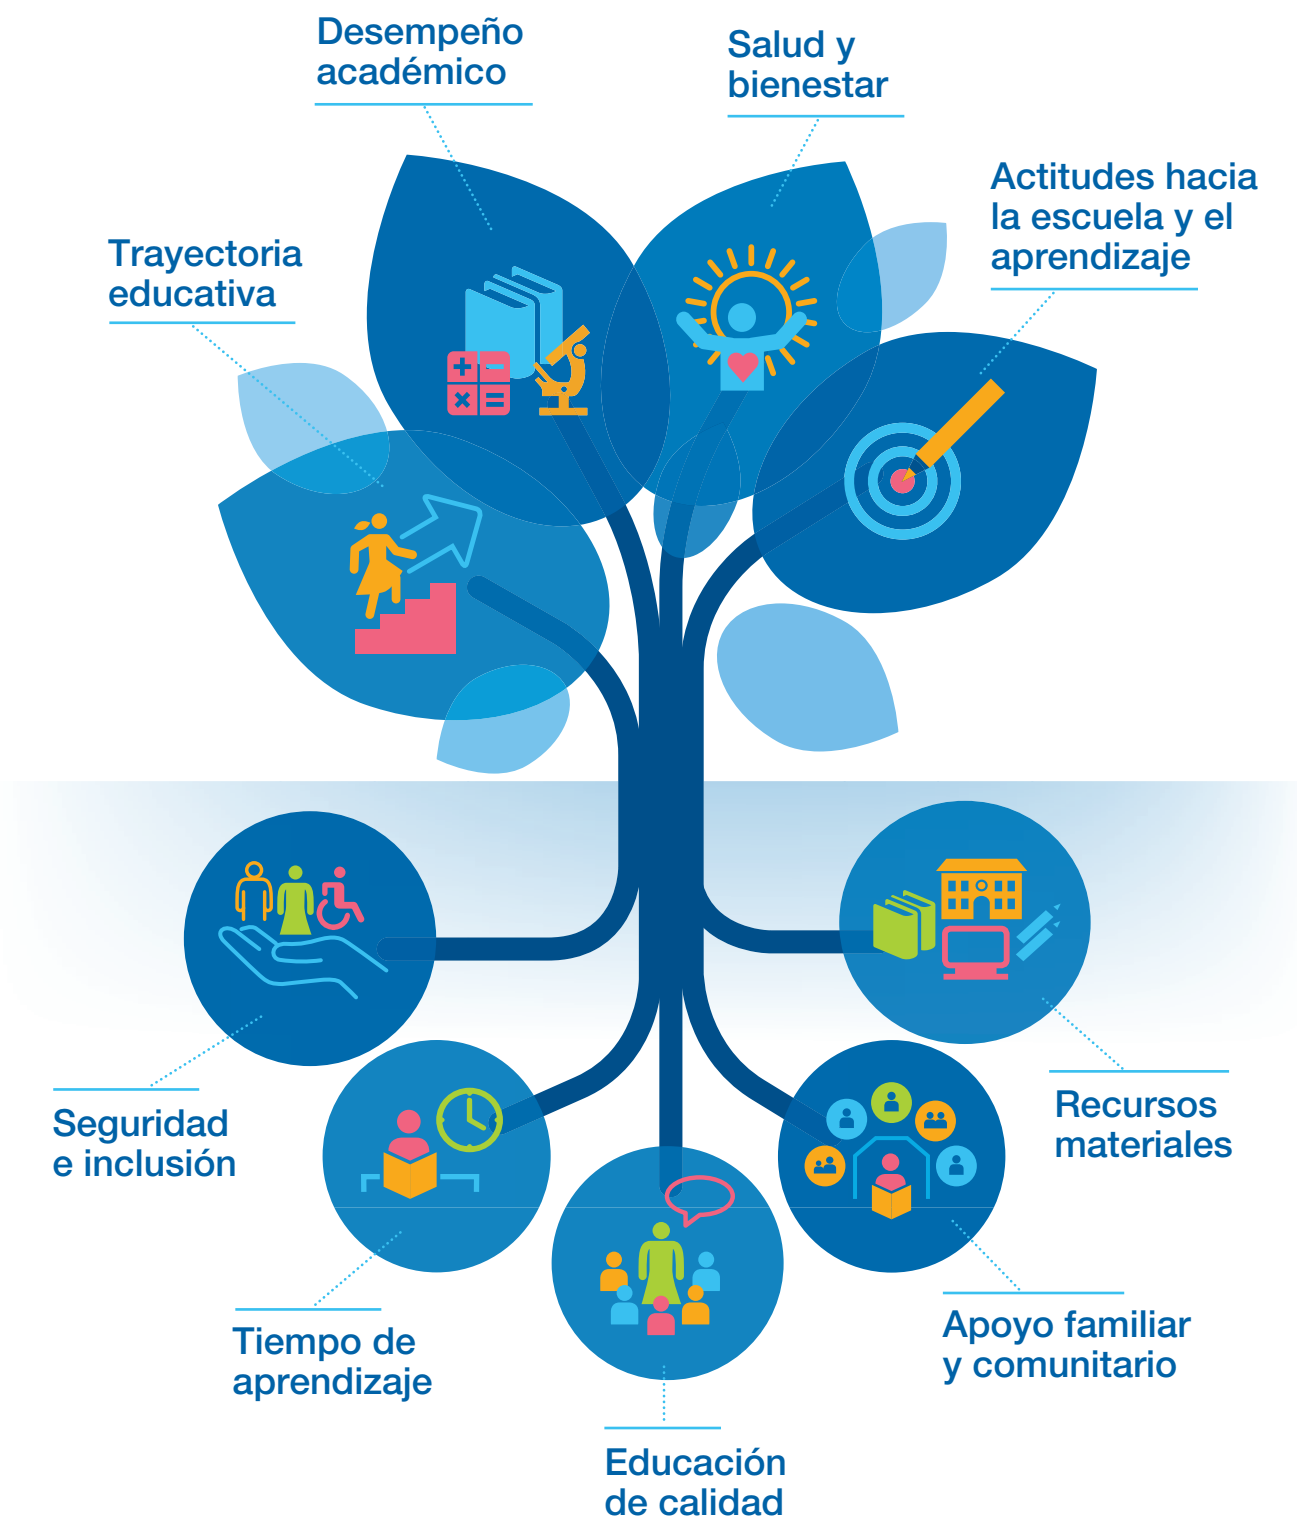 Desempeño
académico
Salud y
bienestar
Actitudes hacia
la escuela y el
aprendizaje
Trayectoria
educativa
Seguridad
e inclusión
Recursos
materiales
Tiempo de
aprendizaje
Apoyo familiar
y comunitario
Educación
de calidad